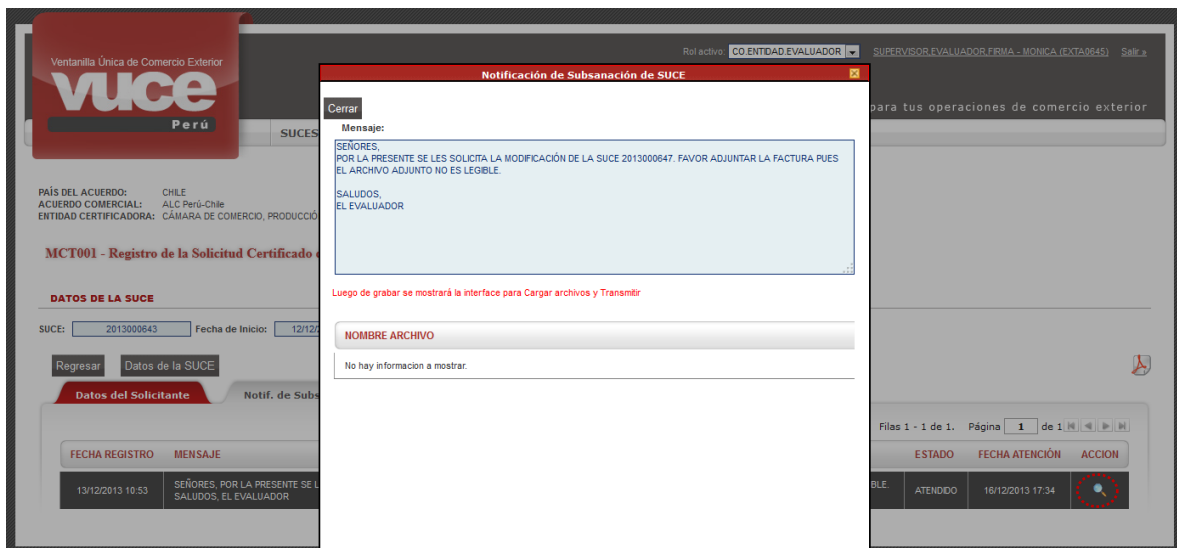 Ventanilla Única de Comercio Exterior
vuce
Perú
Rol activo: CO.ENTIDAD.EVALUADOR
SUPERVISOR.EVALUADOR.FIRMA - MONICA (EXTA0645) Salir »
para tus operaciones de comercio exterior
SUCES
PAÍS DEL ACUERDO: CHILE
ACUERDO COMERCIAL: ALC Perú-Chile
ENTIDAD CERTIFICADORA: CÁMARA DE COMERCIO, PRODUCCIÓ
MCT001 - Registro de la Solicitud Certificado
DATOS DE LA SUCE
SUCE: 2013000643 Fecha de Inicio: 12/12/
Regresar Datos de la SUCE
Datos del Solicitante Notif. de Subs
Notificación de Subsanación de SUCE
Cerrar
Mensaje:
SEÑORES,
POR LA PRESENTE SE LES SOLICITA LA MODIFICACIÓN DE LA SUCE 2013000647. FAVOR ADJUNTAR LA FACTURA PUES
EL ARCHIVO ADJUNTO NO ES LEGIBLE.
SALUDOS,
EL EVALUADOR
Luego de grabar se mostrará la interface para Cargar archivos y Transmitir
NOMBRE ARCHIVO
No hay informacion a mostrar.
Filas 1 - 1 de 1. Página 1 de 1
FECHA REGISTRO MENSAJE ESTADO FECHA ATENCIÓN ACCION
13/12/2013 10:53 SEÑORES, POR LA PRESENTE SE L BLE. ATENDIDO 16/12/2013 17:34
SALUDOS, EL EVALUADOR